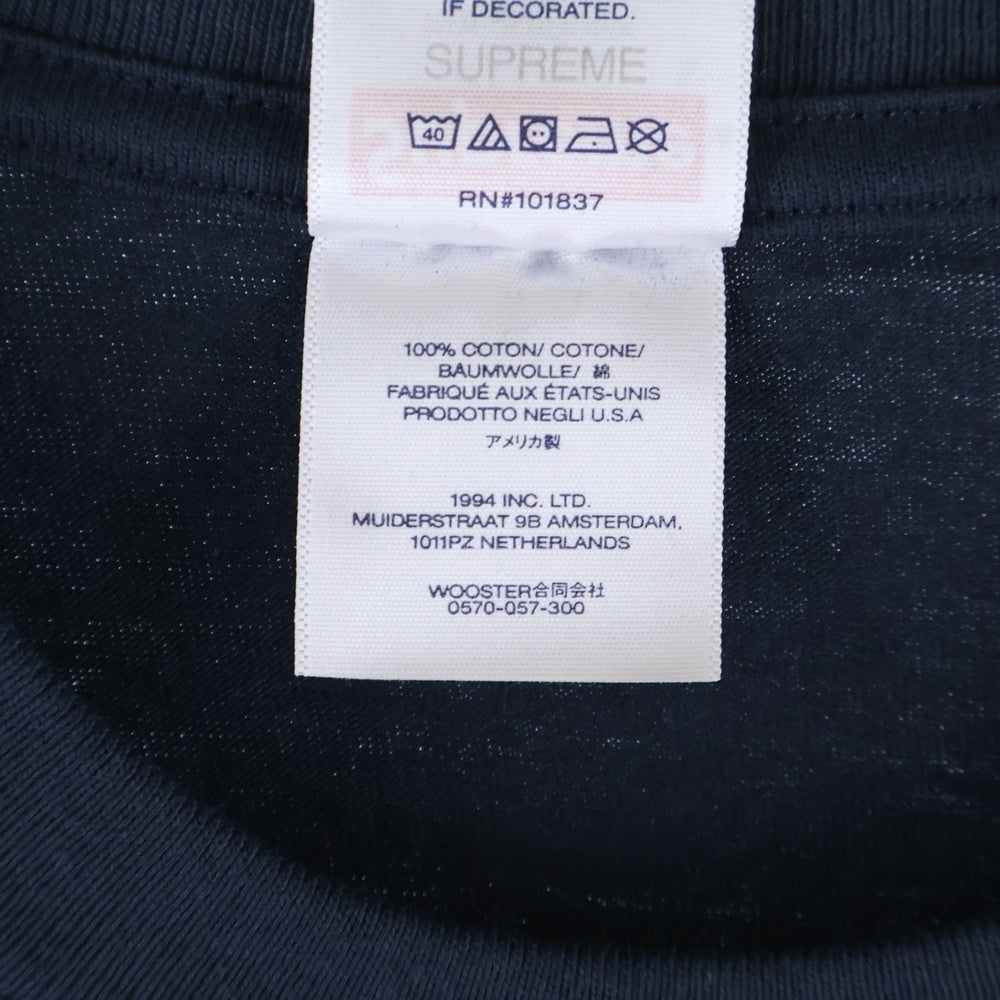 IF DECORATED.
SUPREME
40
RN#101837
100% COTON/ COTONE/
BAUMWOLLE/ 綿
FABRIQUÉ AUX ÉTATS-UNIS
PRODOTTO NEGLI U.S.A
アメリカ製
1994 INC. LTD.
MUIDERSTRAAT 9B AMSTERDAM,
1011PZ NETHERLANDS
WOOSTER合同会社
0570-057-300